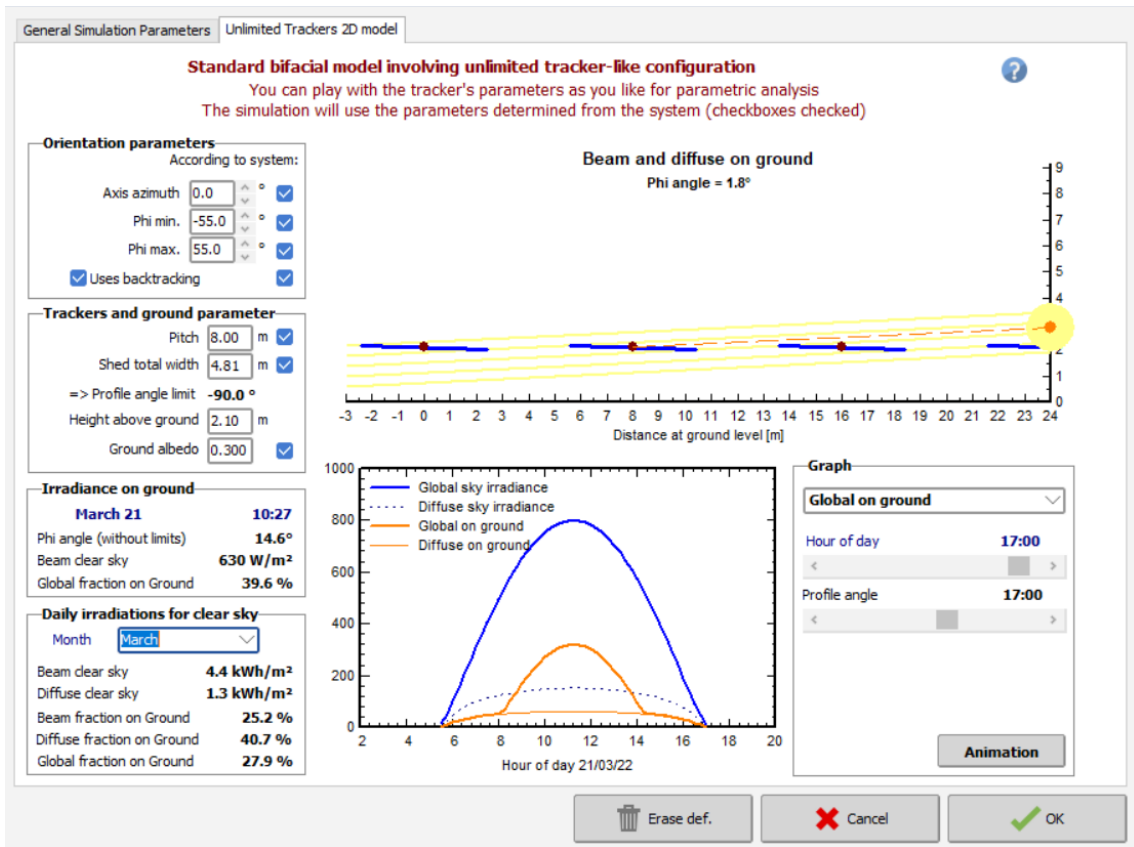 General Simulation Parameters
Unlimited Trackers 2D model
Standard bifacial model involving unlimited tracker-like configuration
You can play with the tracker's parameters as you like for parametric analysis
The simulation will use the parameters determined from the system (checkboxes checked)
?
Orientation parameters
According to system:
Axis azimuth 0.0 °
Phi min. -55.0 °
Phi max. 55.0 °
Uses backtracking
Trackers and ground parameter
Pitch 8.00 m
Shed total width 4.81 m
=> Profile angle limit -90.0 °
Height above ground 2.10 m
Ground albedo 0.300
Irradiance on ground
March 21 10:27
Phi angle (without limits) 14.6°
Beam clear sky 630 W/m²
Global fraction on Ground 39.6 %
Daily irradiations for clear sky
Month March
Beam clear sky 4.4 kWh/m²
Diffuse clear sky 1.3 kWh/m²
Beam fraction on Ground 25.2 %
Diffuse fraction on Ground 40.7 %
Global fraction on Ground 27.9 %
Beam and diffuse on ground
Phi angle = 1.8°
9
8
7
6
5
4
2
1
0
-3 -2 -1 0 1 2 3 4 5 6 7 8 9 10 11 12 13 14 15 16 17 18 19 20 21 22 23 24
Distance at ground level [m]
1000
800
600
400
200
0
Global sky irradiance
Diffuse sky irradiance
Global on ground
Diffuse on ground
2 4 6 8 10 12 14 16 18 20
Hour of day 21/03/22
Graph
Global on ground
Hour of day 17:00
Profile angle 17:00
Animation
Erase def.
Cancel
OK